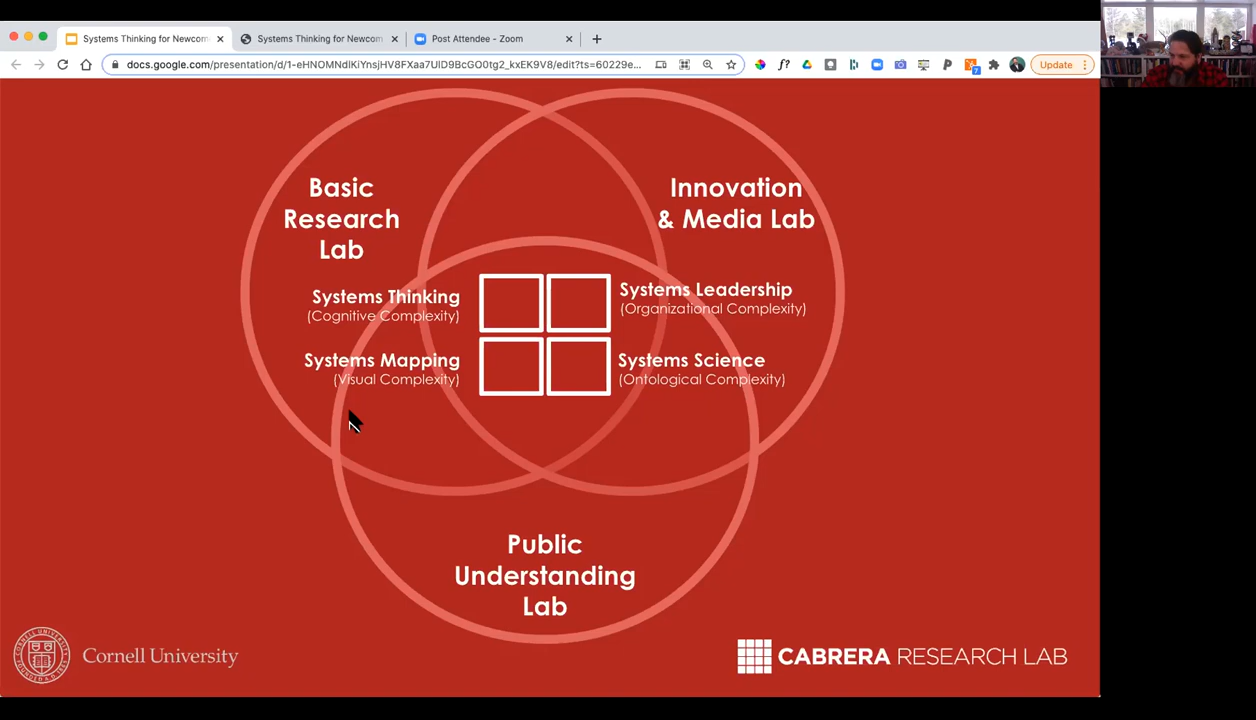 Systems Thinking for Newcom
Systems Thinking for Newcom
Post Attendee - Zoom
docs.google.com/presentation/d/1-eHNOMNdIKiYnsjHV8FXaa7UlD9BcGO0tg2_kxEK9V8/edit?ts=60229e...
f?
P
7
Update
Basic
Research
Lab
Innovation
& Media Lab
Systems Thinking
(Cognitive Complexity)
Systems Leadership
(Organizational Complexity)
Systems Mapping
(Visual Complexity)
Systems Science
(Ontological Complexity)
Public
Understanding
Lab
Cornell University
CABRERA RESEARCH LAB